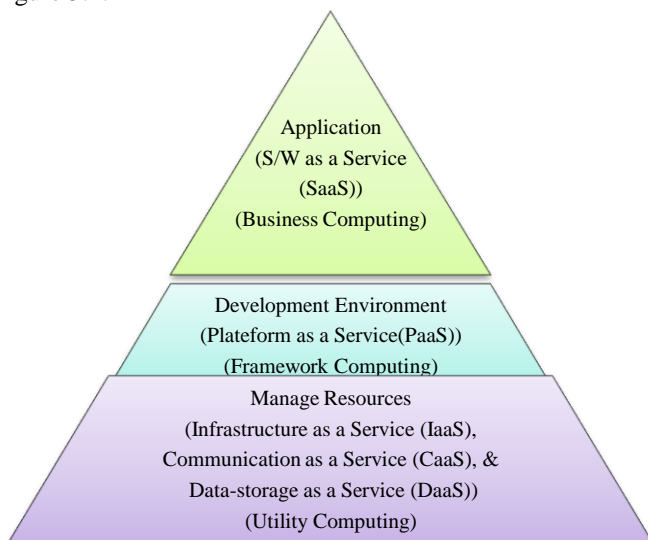 Application
(S/W as a Service
(SaaS))
(Business Computing)
Development Environment
(Plateform as a Service(PaaS))
(Framework Computing)
Manage Resources
(Infrastructure as a Service (IaaS),
Communication as a Service (CaaS), &
Data-storage as a Service (DaaS))
(Utility Computing)